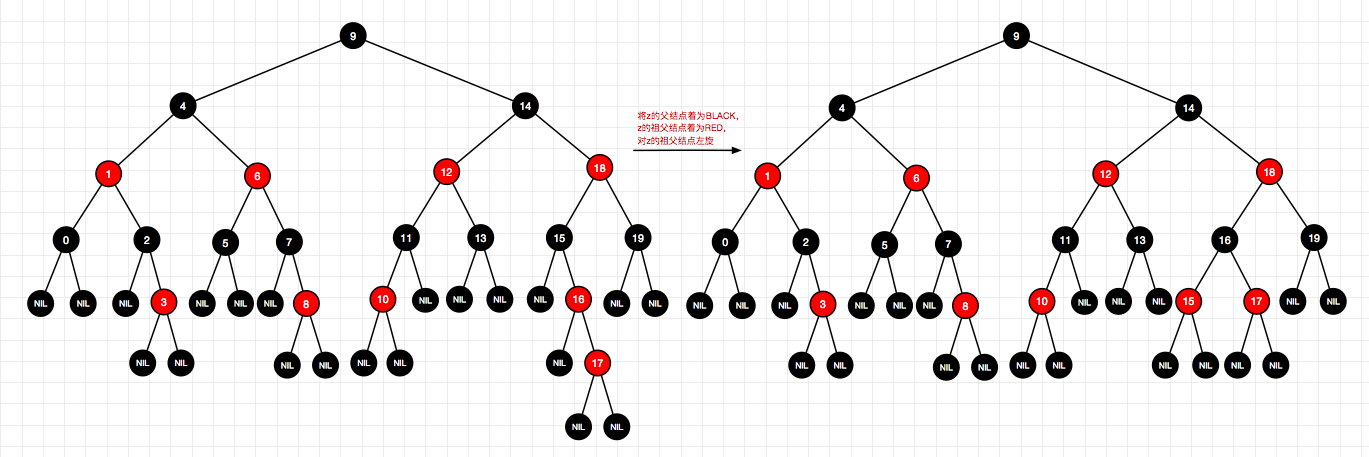 9
4 14
1 6 12 18
0 2 5 7 11 13 15 19
NIL NIL NIL 3 NIL NIL NIL 8 10 NIL NIL NIL NIL 16 NIL NIL
NIL NIL NIL NIL NIL NIL NIL 17
NIL NIL
将z的父结点着为BLACK,
z的祖父结点着为RED,
对z的祖父结点左旋
9
4 14
1 6 12 18
0 2 5 7 11 13 16 19
NIL NIL NIL 3 NIL NIL NIL 8 10 NIL NIL NIL 15 17 NIL NIL
NIL NIL NIL NIL NIL NIL NIL NIL NIL NIL